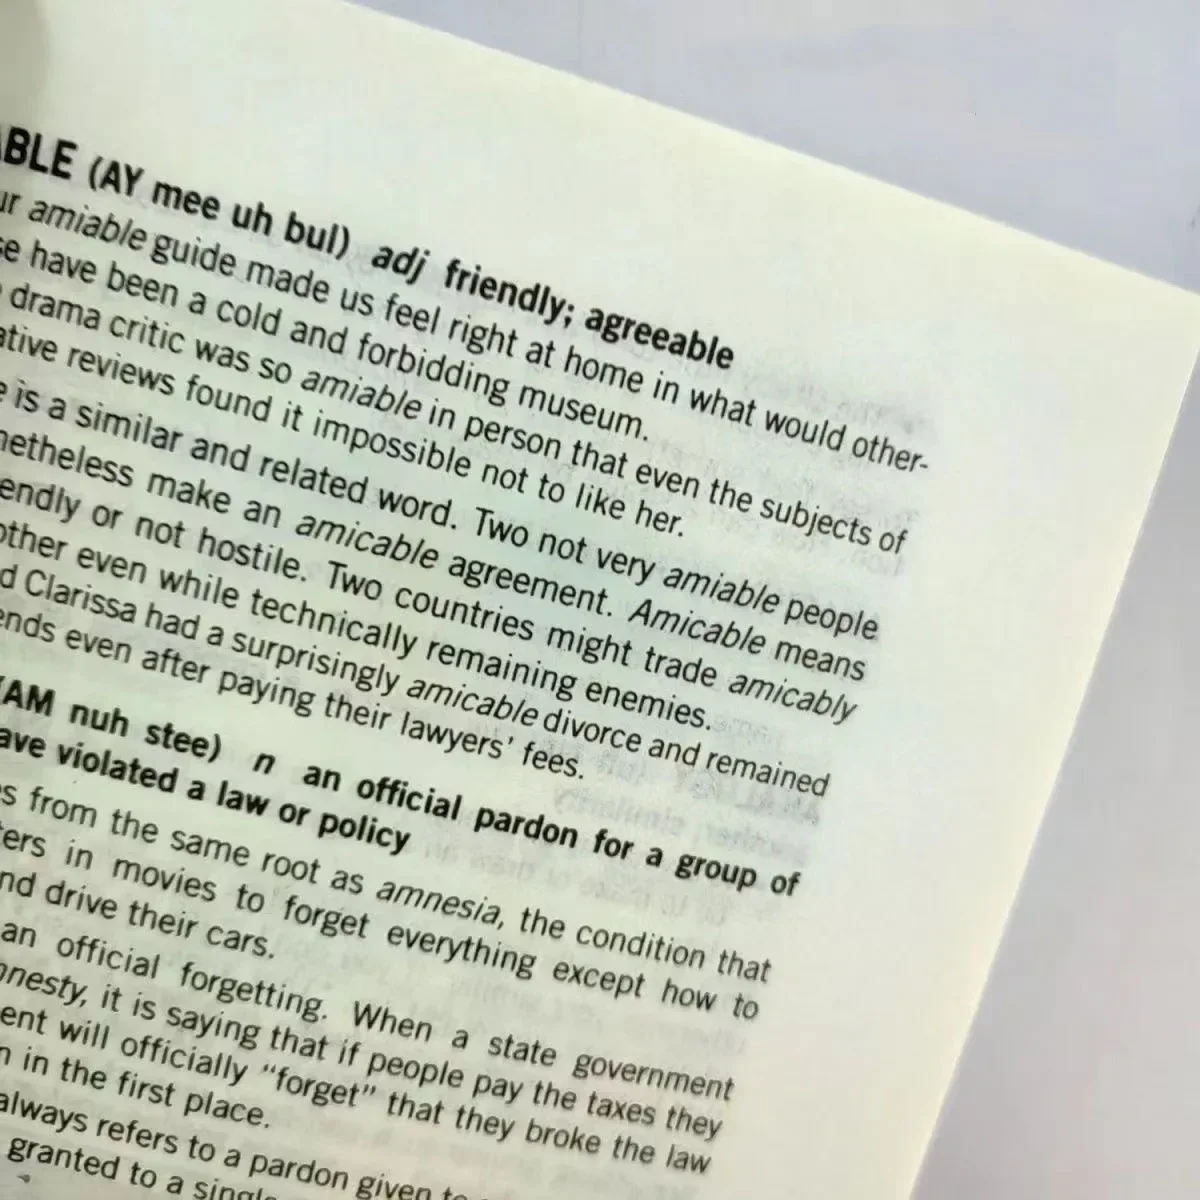 ABLE (AY mee uh bul) adj friendly; agreeable
ur amiable guide made us feel right at home in what would other-
se have been a cold and forbidding museum.
drama critic was so amiable in person that even the subjects of
ative reviews found it impossible not to like her.
e is a similar and related word. Two not very amiable people
netheless make an amicable agreement. Amicable means
endly or not hostile. Two countries might trade amicably
other even while technically remaining enemies.
d Clarissa had a surprisingly amicable divorce and remained
ends even after paying their lawyers' fees.
(AM nuh stee) n an official pardon for a group of
ave violated a law or policy
s from the same root as amnesia, the condition that
ters in movies to forget everything except how to
nd drive their cars.
an official forgetting. When a state government
nesty, it is saying that if people pay the taxes they
ent will officially "forget" that they broke the law
n in the first place.
always refers to a pardon given to
granted to a single